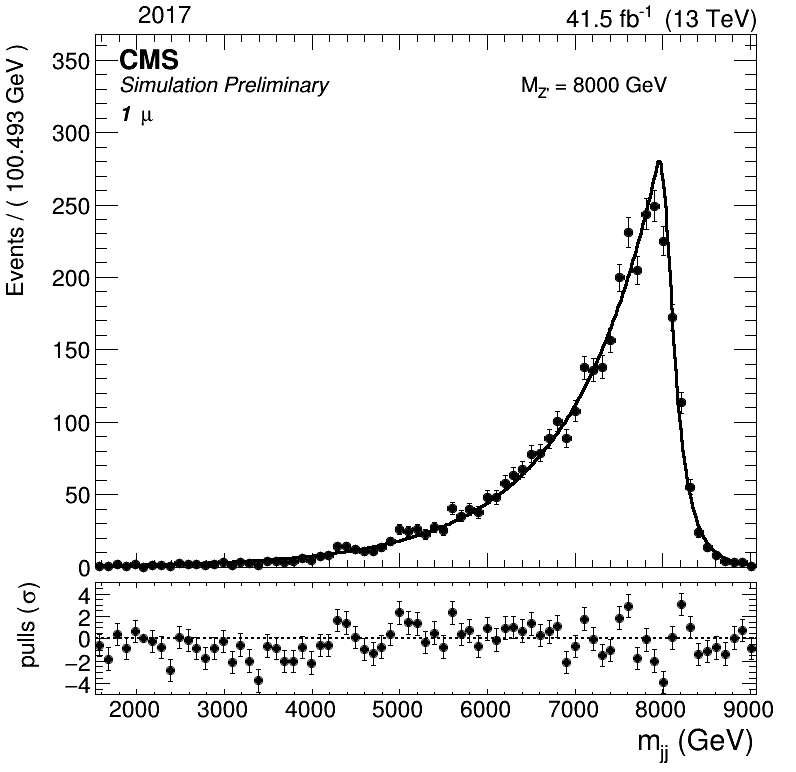 2017 41.5 fb-1 (13 TeV)
CMS
Simulation Preliminary
MZ' = 8000 GeV
1 μ
Events / ( 100.493 GeV )
350
300
250
200
150
100
50
0
pulls (σ)
4
2
0
−2
−4
2000 3000 4000 5000 6000 7000 8000 9000
mjj (GeV)